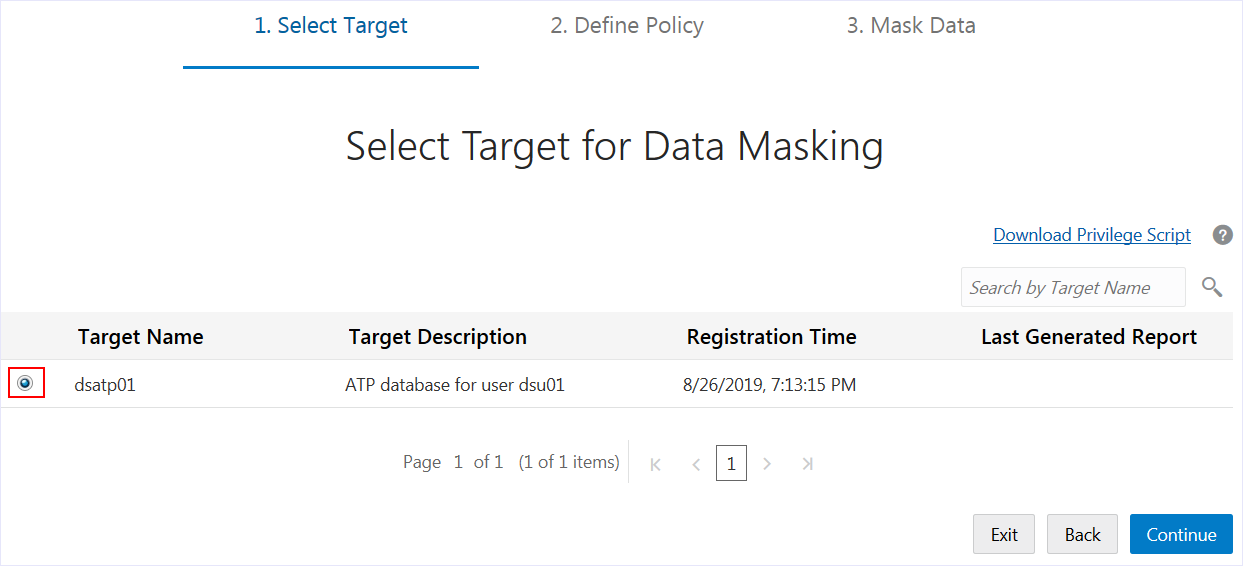 1. Select Target 2. Define Policy 3. Mask Data
Select Target for Data Masking
Download Privilege Script ?
Search by Target Name
Target Name Target Description Registration Time Last Generated Report
dsatp01 ATP database for user dsu01 8/26/2019, 7:13:15 PM
Page 1 of 1 (1 of 1 items) 1
Exit Back Continue